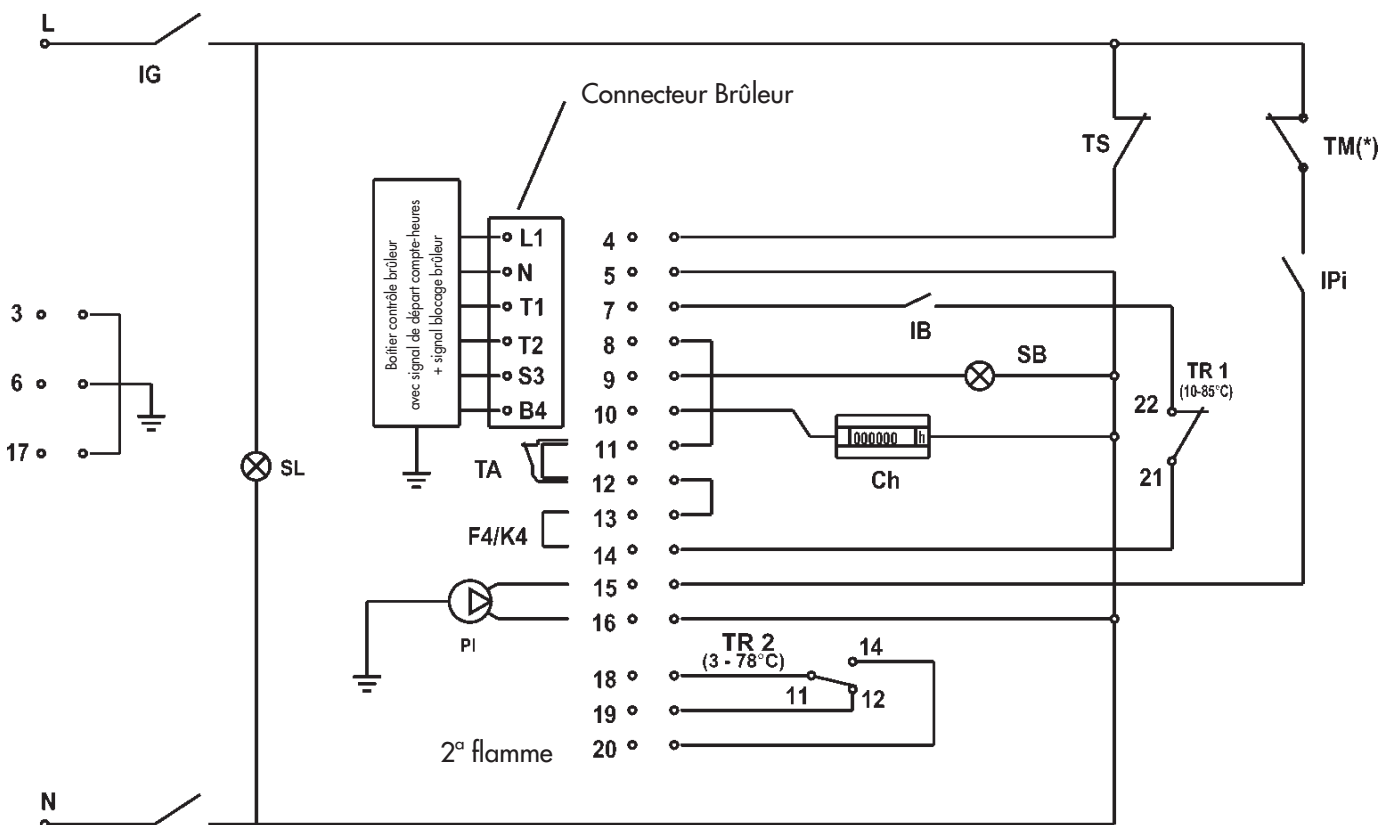 L
IG
Connecteur Brûleur
TS
TM(*)
Boîtier contrôle brûleur
avec signal de départ compte-heures
+ signal blocage brûleur
L1
N
T1
T2
S3
B4
4
5
7
8
9
10
11
12
13
14
15
16
18
19
20
IPi
IB
SB
TR 1
(10-85°C)
22
21
000000 h
Ch
3
6
17
SL
TA
F4/K4
PI
TR 2
(3 - 78°C)
14
11
12
2ª flamme
N